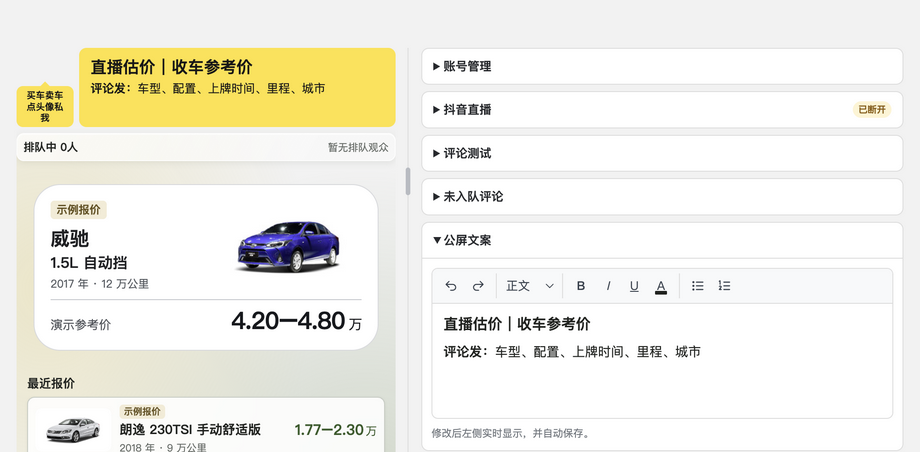 买车卖车
点头像私
我
直播估价｜收车参考价
评论发：车型、配置、上牌时间、里程、城市
排队中 0人
暂无排队观众
示例报价
威驰
1.5L 自动挡
2017 年 · 12 万公里
演示参考价
4.20—4.80 万
最近报价
示例报价
朗逸 230TSI 手动舒适版
1.77—2.30 万
2018 年 · 9 万公里
▶ 账号管理
▶ 抖音直播
已断开
▶ 评论测试
▶ 未入队评论
▼ 公屏文案
正文
B I U A
直播估价｜收车参考价
评论发：车型、配置、上牌时间、里程、城市
修改后左侧实时显示，并自动保存。